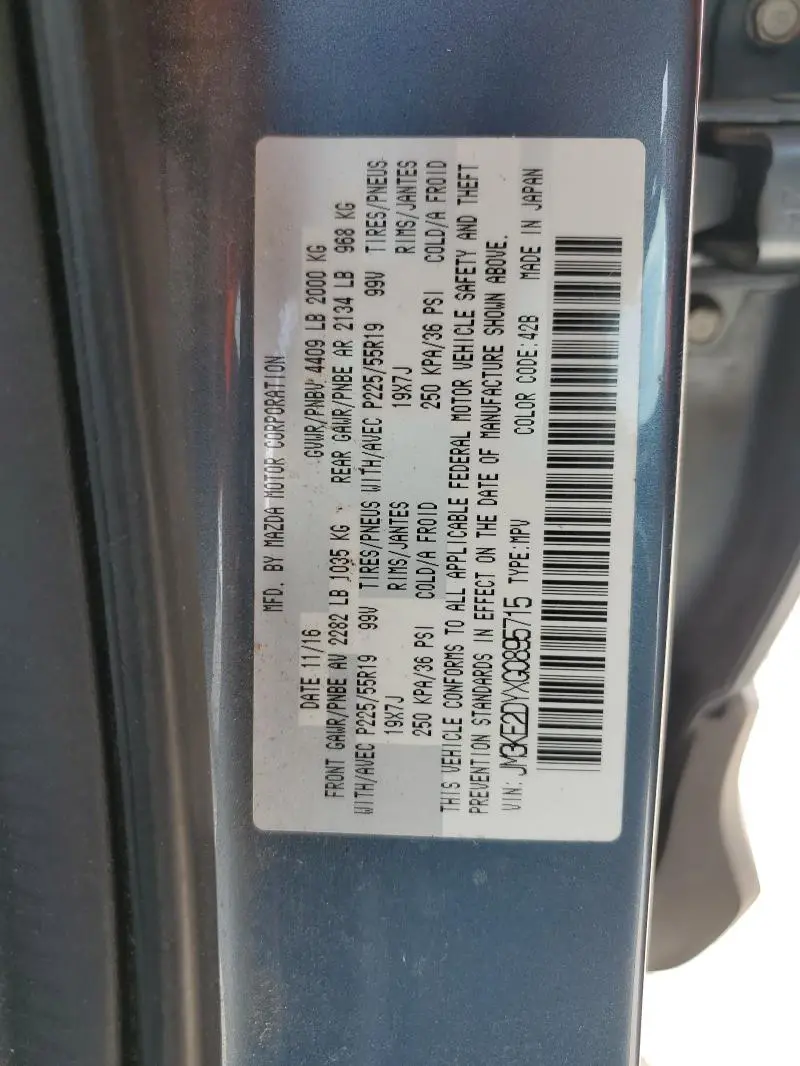 MFD. BY MAZDA MOTOR CORPORATION
DATE 11/16 GVWR/PNBV 4409 LB 2000 KG
FRONT GAWR/PNBE AV 2282 LB 1035 KG REAR GAWR/PNBE AR 2134 LB 968 KG
WITH/AVEC P225/55R19 99V TIRES/PNEUS WITH/AVEC P225/55R19 99V TIRES/PNEUS
19X7J RIMS/JANTES 19X7J RIMS/JANTES
250 KPA/36 PSI COLD/A FROID 250 KPA/36 PSI COLD/A FROID
THIS VEHICLE CONFORMS TO ALL APPLICABLE FEDERAL MOTOR VEHICLE SAFETY AND THEFT
PREVENTION STANDARDS IN EFFECT ON THE DATE OF MANUFACTURE SHOWN ABOVE.
VIN: JM3KE2DYXG0895715 TYPE:MPV COLOR CODE:42B MADE IN JAPAN